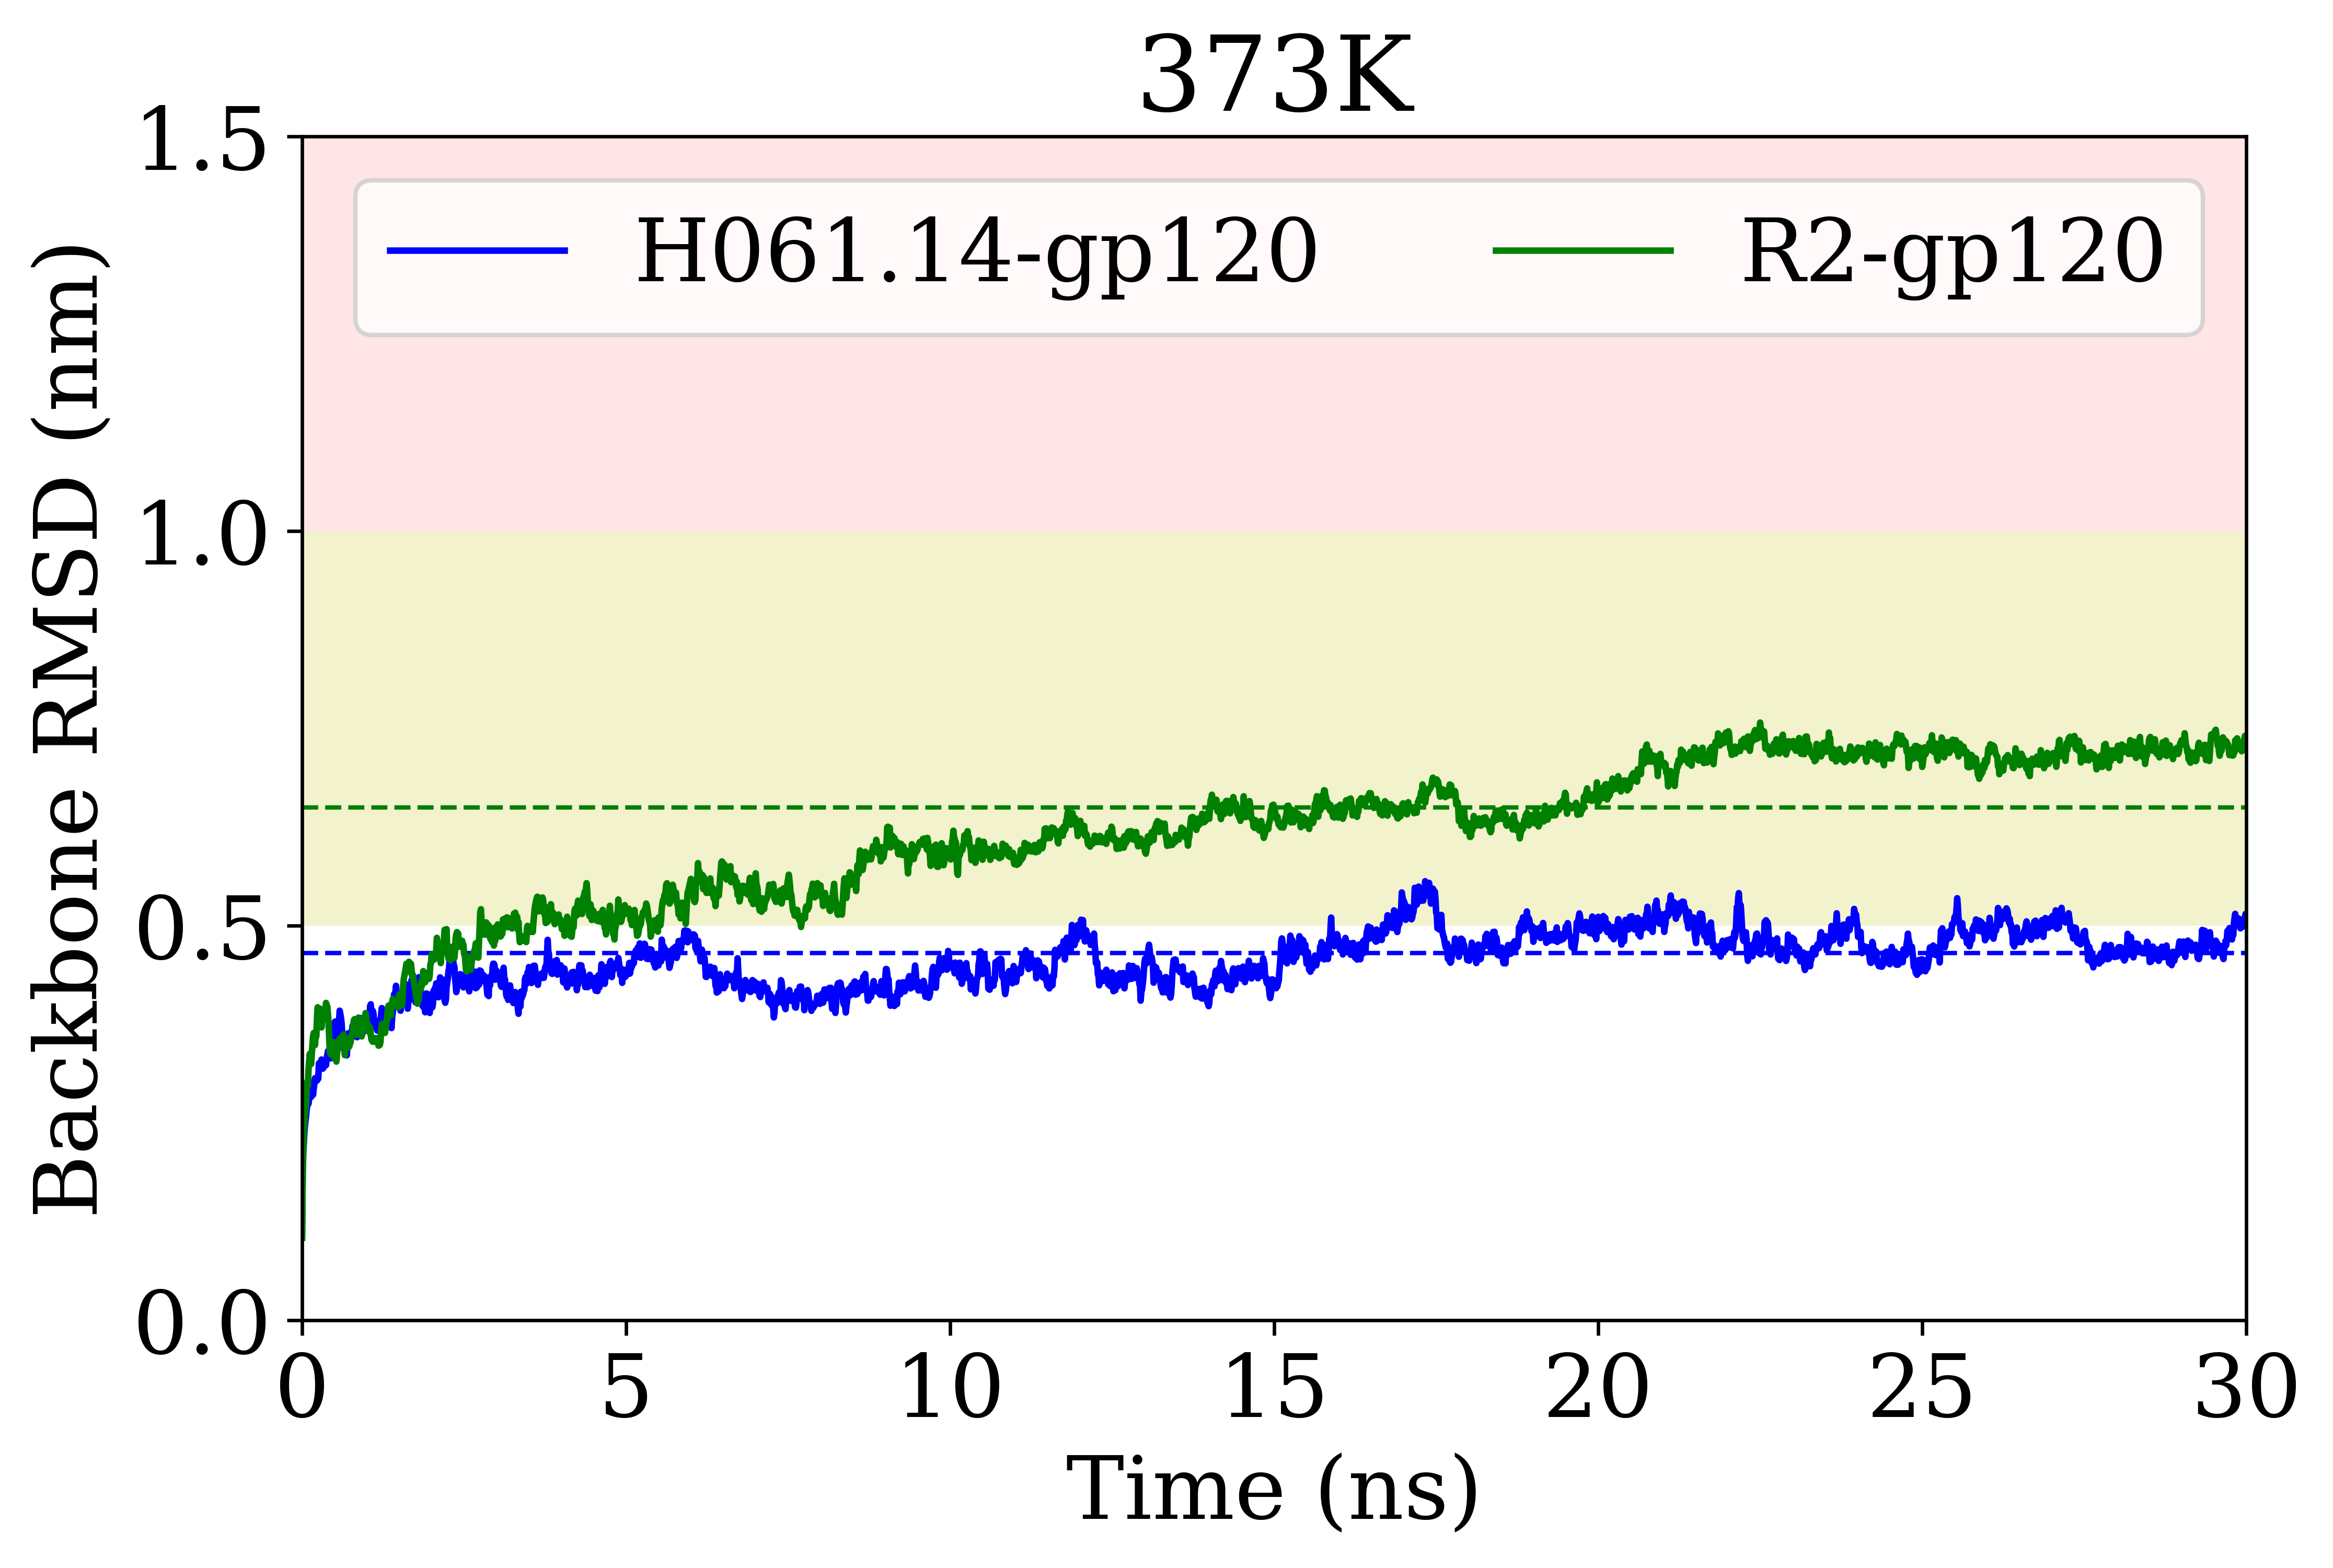 373K
1.5
H061.14-gp120 R2-gp120
1.0
0.5
0.0
Backbone RMSD (nm)
0 5 10 15 20 25 30
Time (ns)